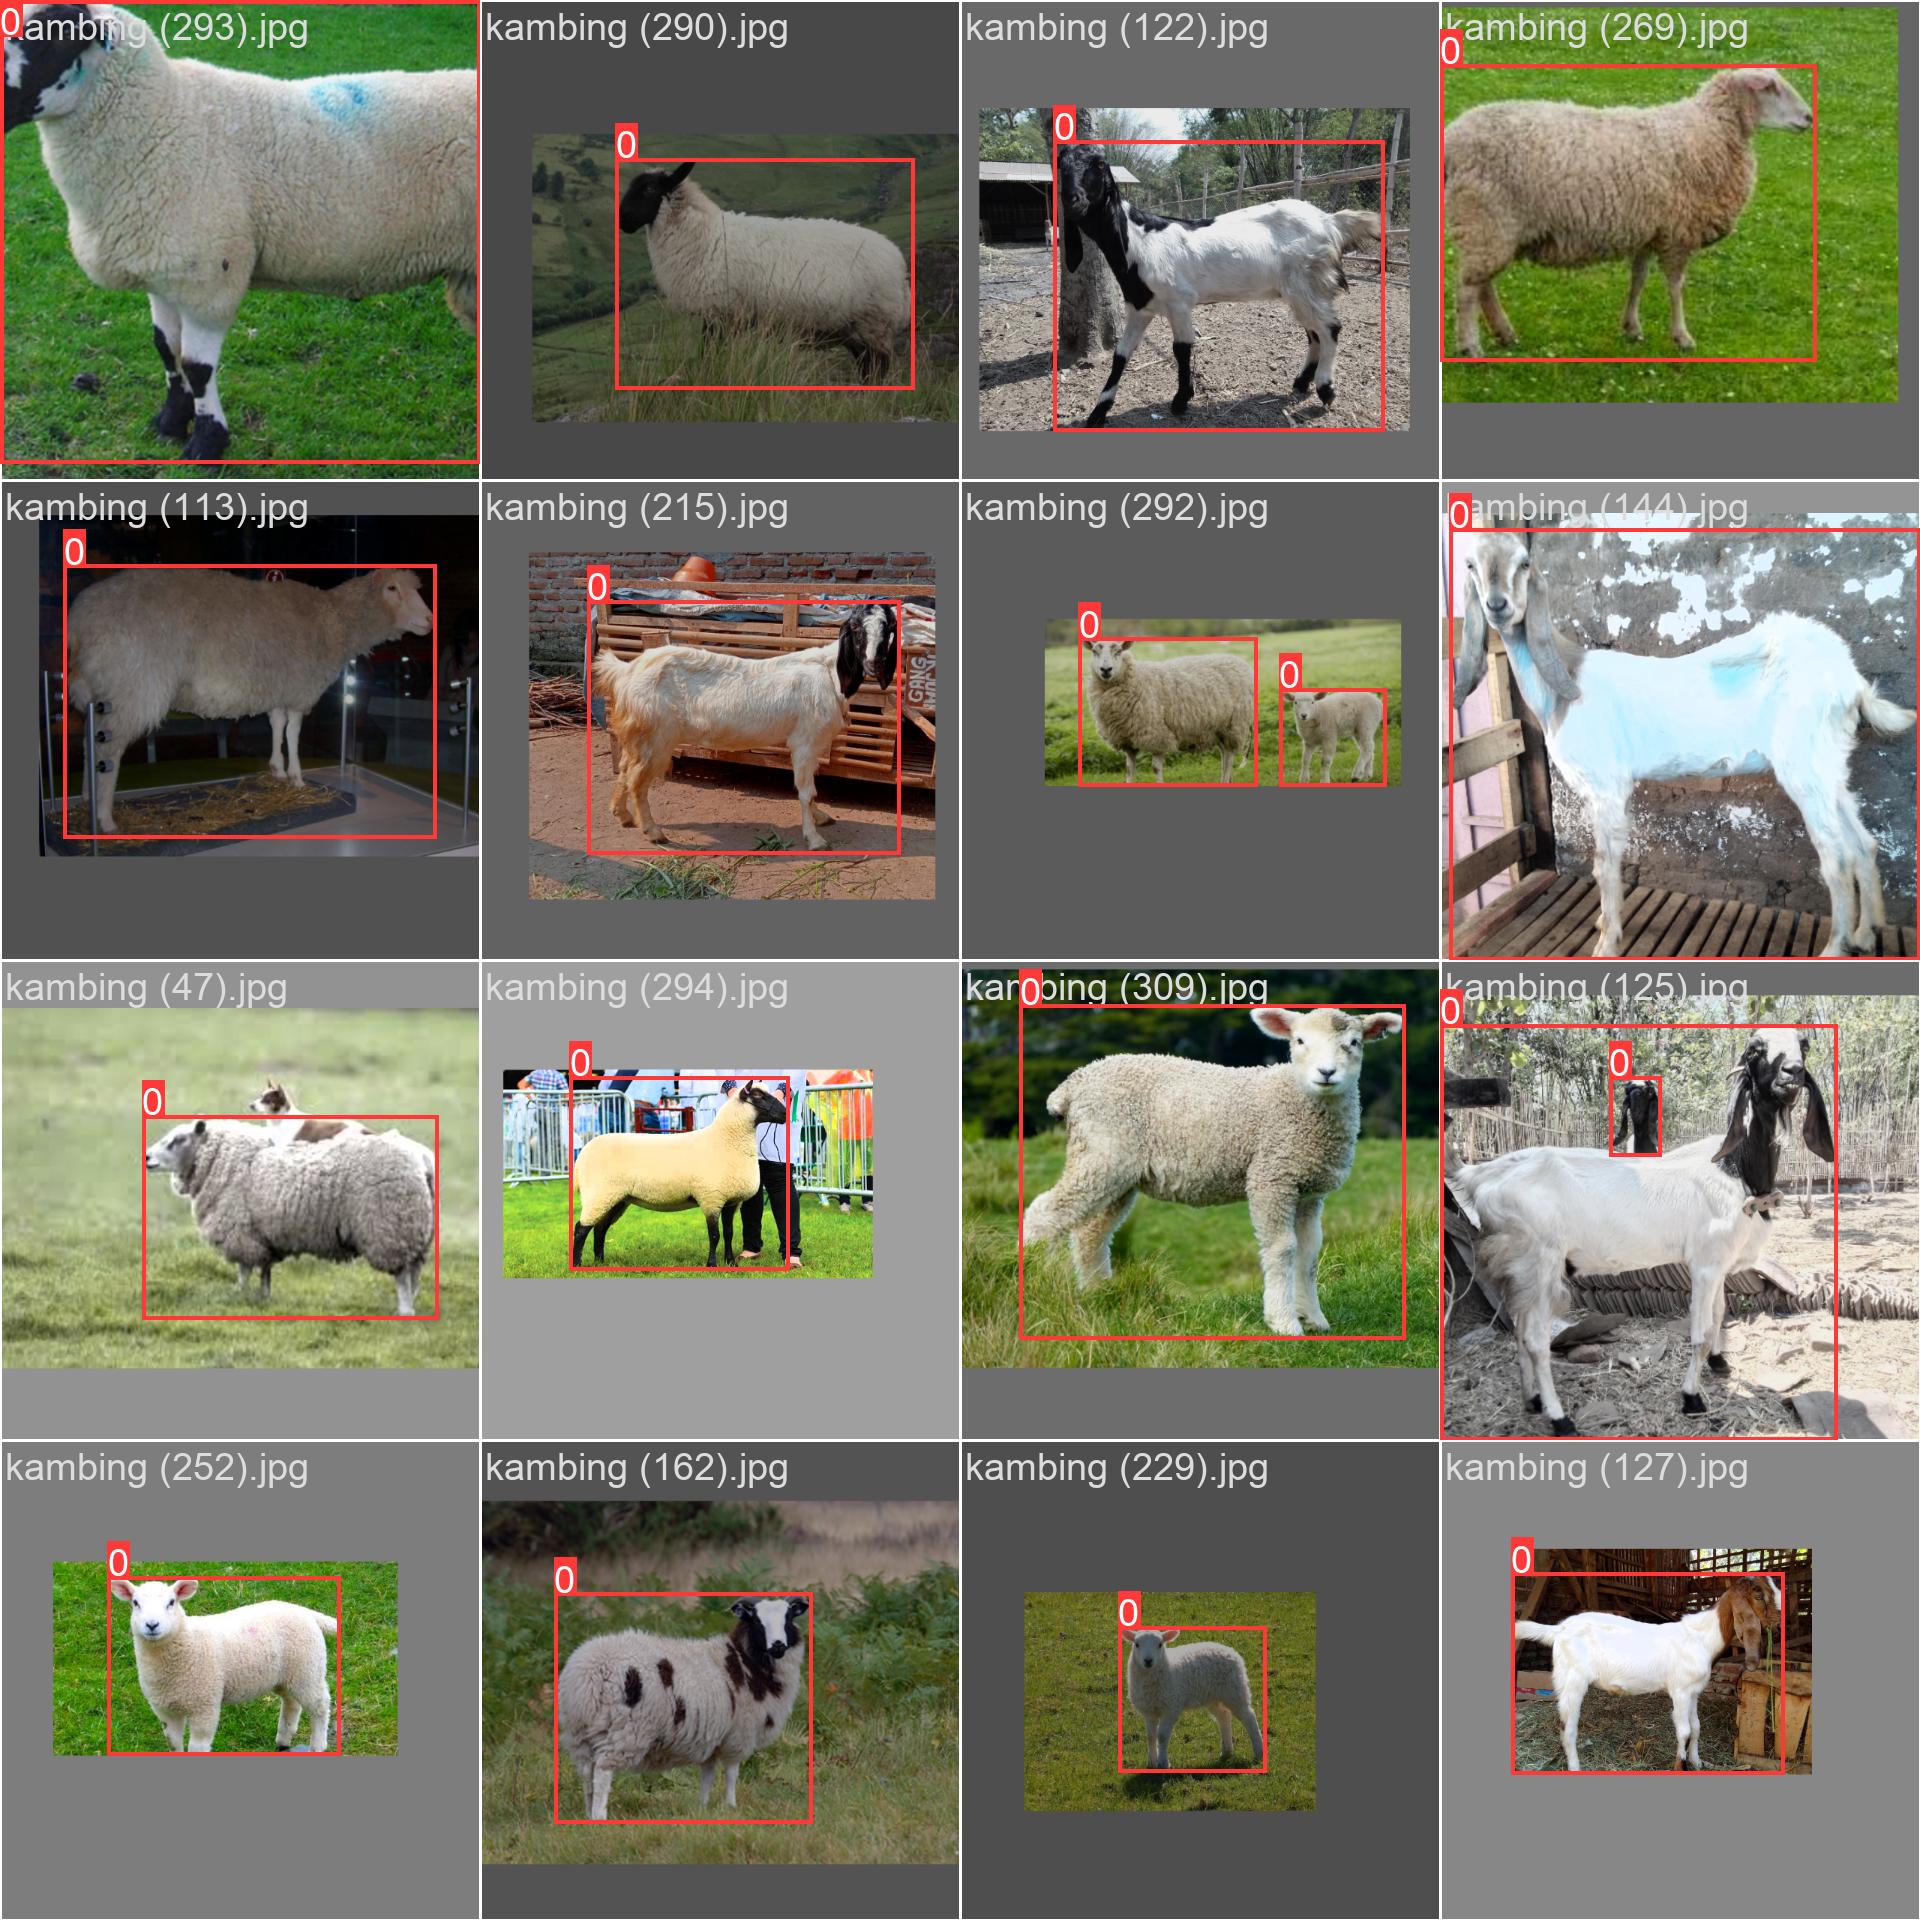 0
kambing (293).jpg
kambing (290).jpg
0
kambing (122).jpg
0
kambing (269).jpg
0
kambing (113).jpg
0
kambing (215).jpg
0
GANG
kambing (292).jpg
0
0
kambing (144).jpg
0
kambing (47).jpg
0
kambing (294).jpg
0
kambing (309).jpg
0
kambing (125).jpg
0
0
kambing (252).jpg
0
kambing (162).jpg
0
kambing (229).jpg
0
kambing (127).jpg
0